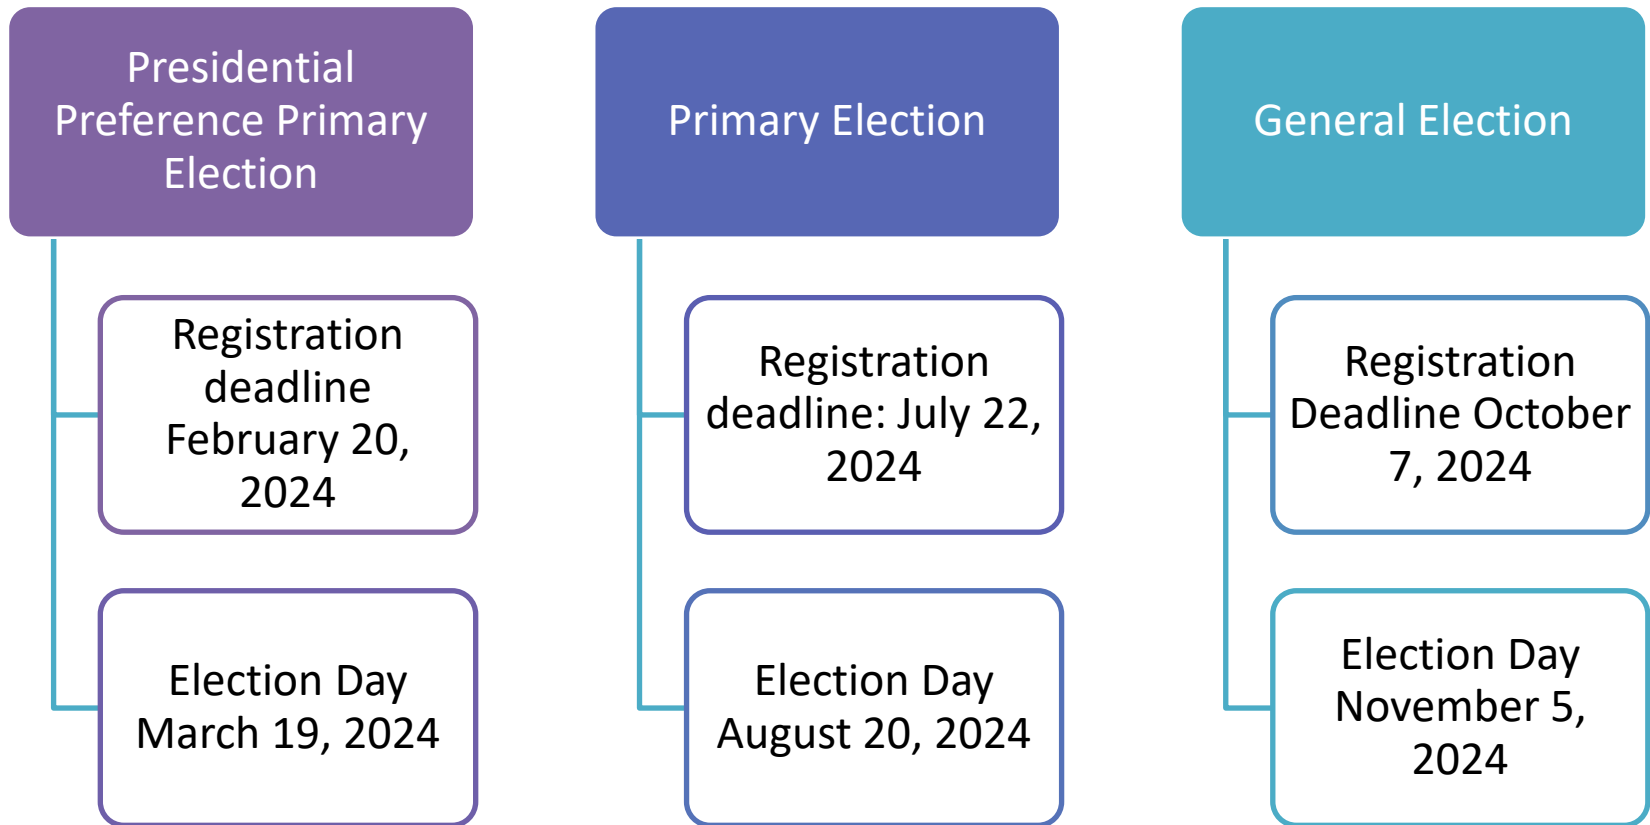 Presidential
Preference Primary
Election
Registration
deadline
February 20,
2024
Election Day
March 19, 2024
Primary Election
Registration
deadline: July 22,
2024
Election Day
August 20, 2024
General Election
Registration
Deadline October
7, 2024
Election Day
November 5,
2024